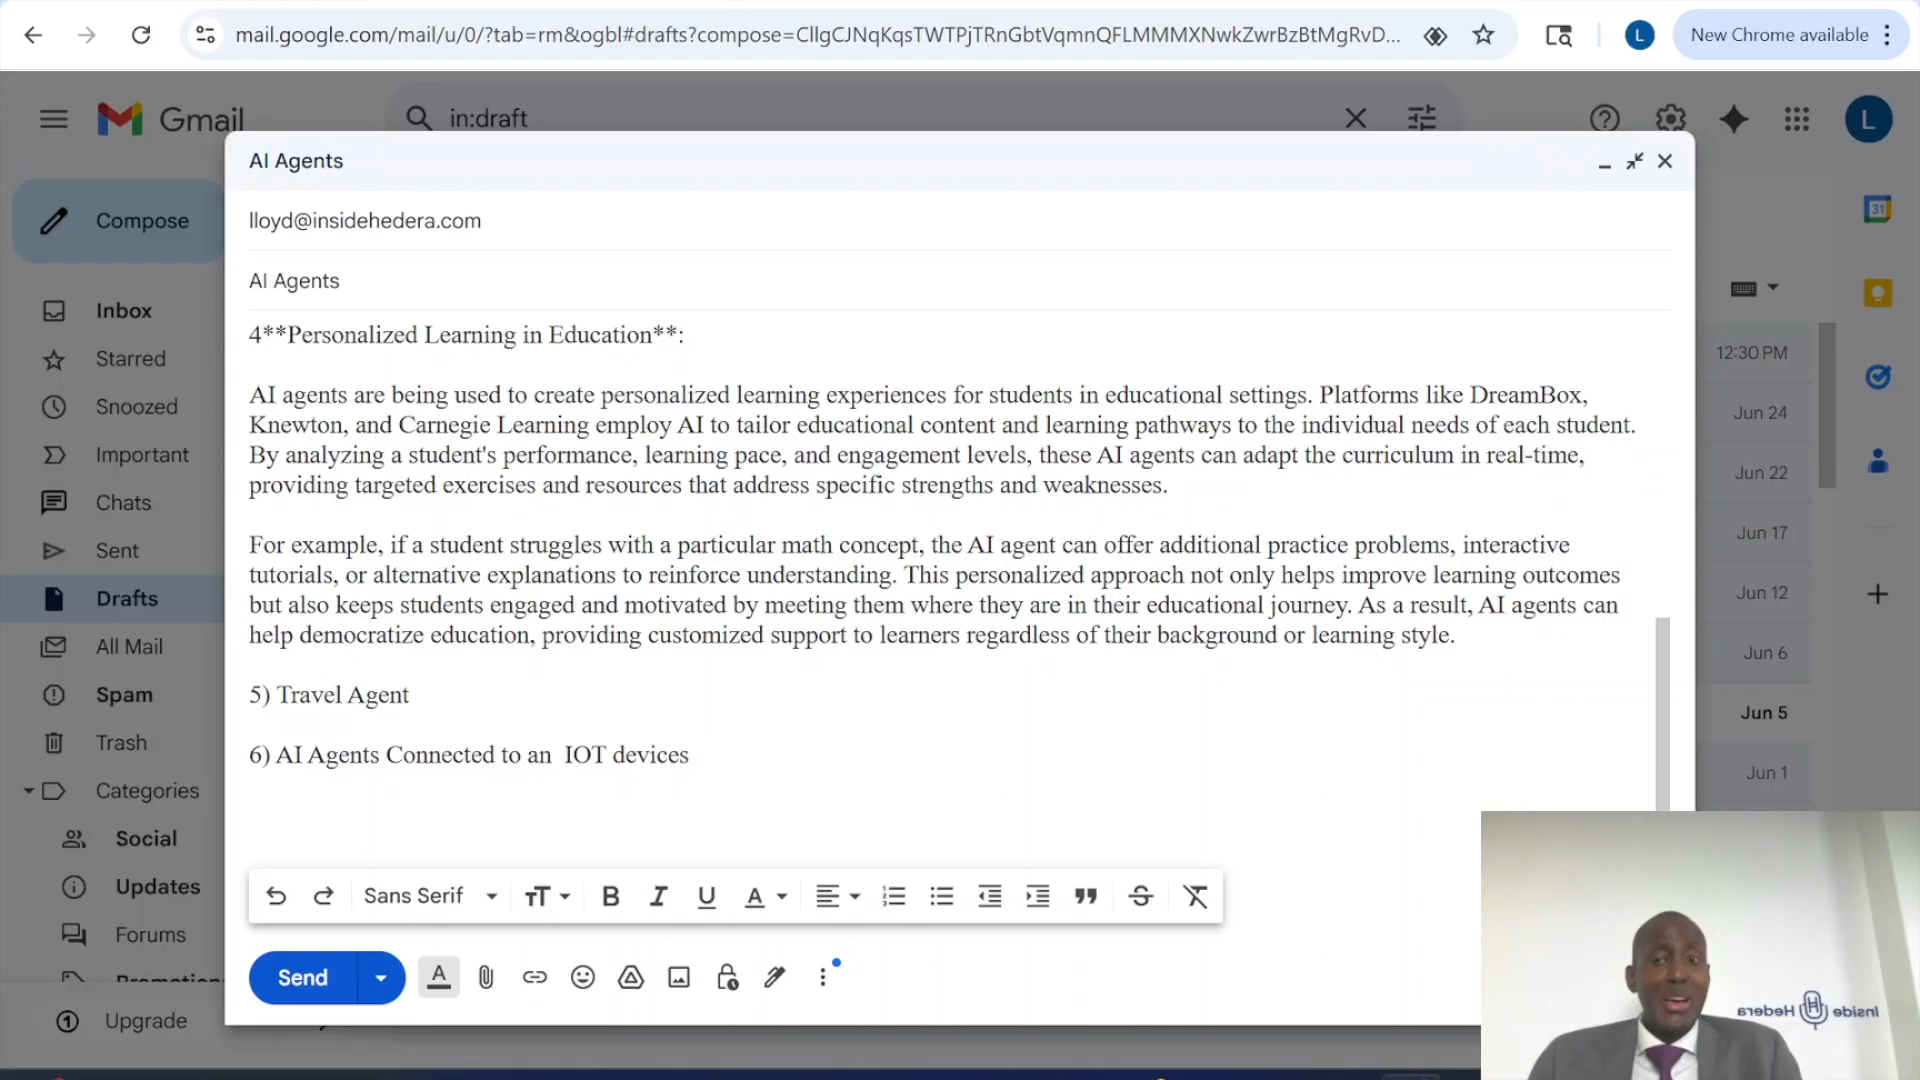 mail.google.com/mail/u/0/?tab=rm&ogbl#drafts?compose=CllgCJNqKqsTWTPjTRnGbtVqmnQFLMMMXNwkZwrBzBtMgRvD...
L
New Chrome available
Gmail
in:draft
L
AI Agents
Compose
lloyd@insidehedera.com
31
AI Agents
Inbox
Starred
Snoozed
Important
Chats
Sent
Drafts
All Mail
Spam
Trash
Categories
Social
Updates
Forums
Promotions
Upgrade
4**Personalized Learning in Education**:
AI agents are being used to create personalized learning experiences for students in educational settings. Platforms like DreamBox,
Knewton, and Carnegie Learning employ AI to tailor educational content and learning pathways to the individual needs of each student.
By analyzing a student's performance, learning pace, and engagement levels, these AI agents can adapt the curriculum in real-time,
providing targeted exercises and resources that address specific strengths and weaknesses.
For example, if a student struggles with a particular math concept, the AI agent can offer additional practice problems, interactive
tutorials, or alternative explanations to reinforce understanding. This personalized approach not only helps improve learning outcomes
but also keeps students engaged and motivated by meeting them where they are in their educational journey. As a result, AI agents can
help democratize education, providing customized support to learners regardless of their background or learning style.
5) Travel Agent
6) AI Agents Connected to an  IOT devices
12:30 PM
Jun 24
Jun 22
Jun 17
Jun 12
Jun 6
Jun 5
Jun 1
Sans Serif
Send
Inside Hedera